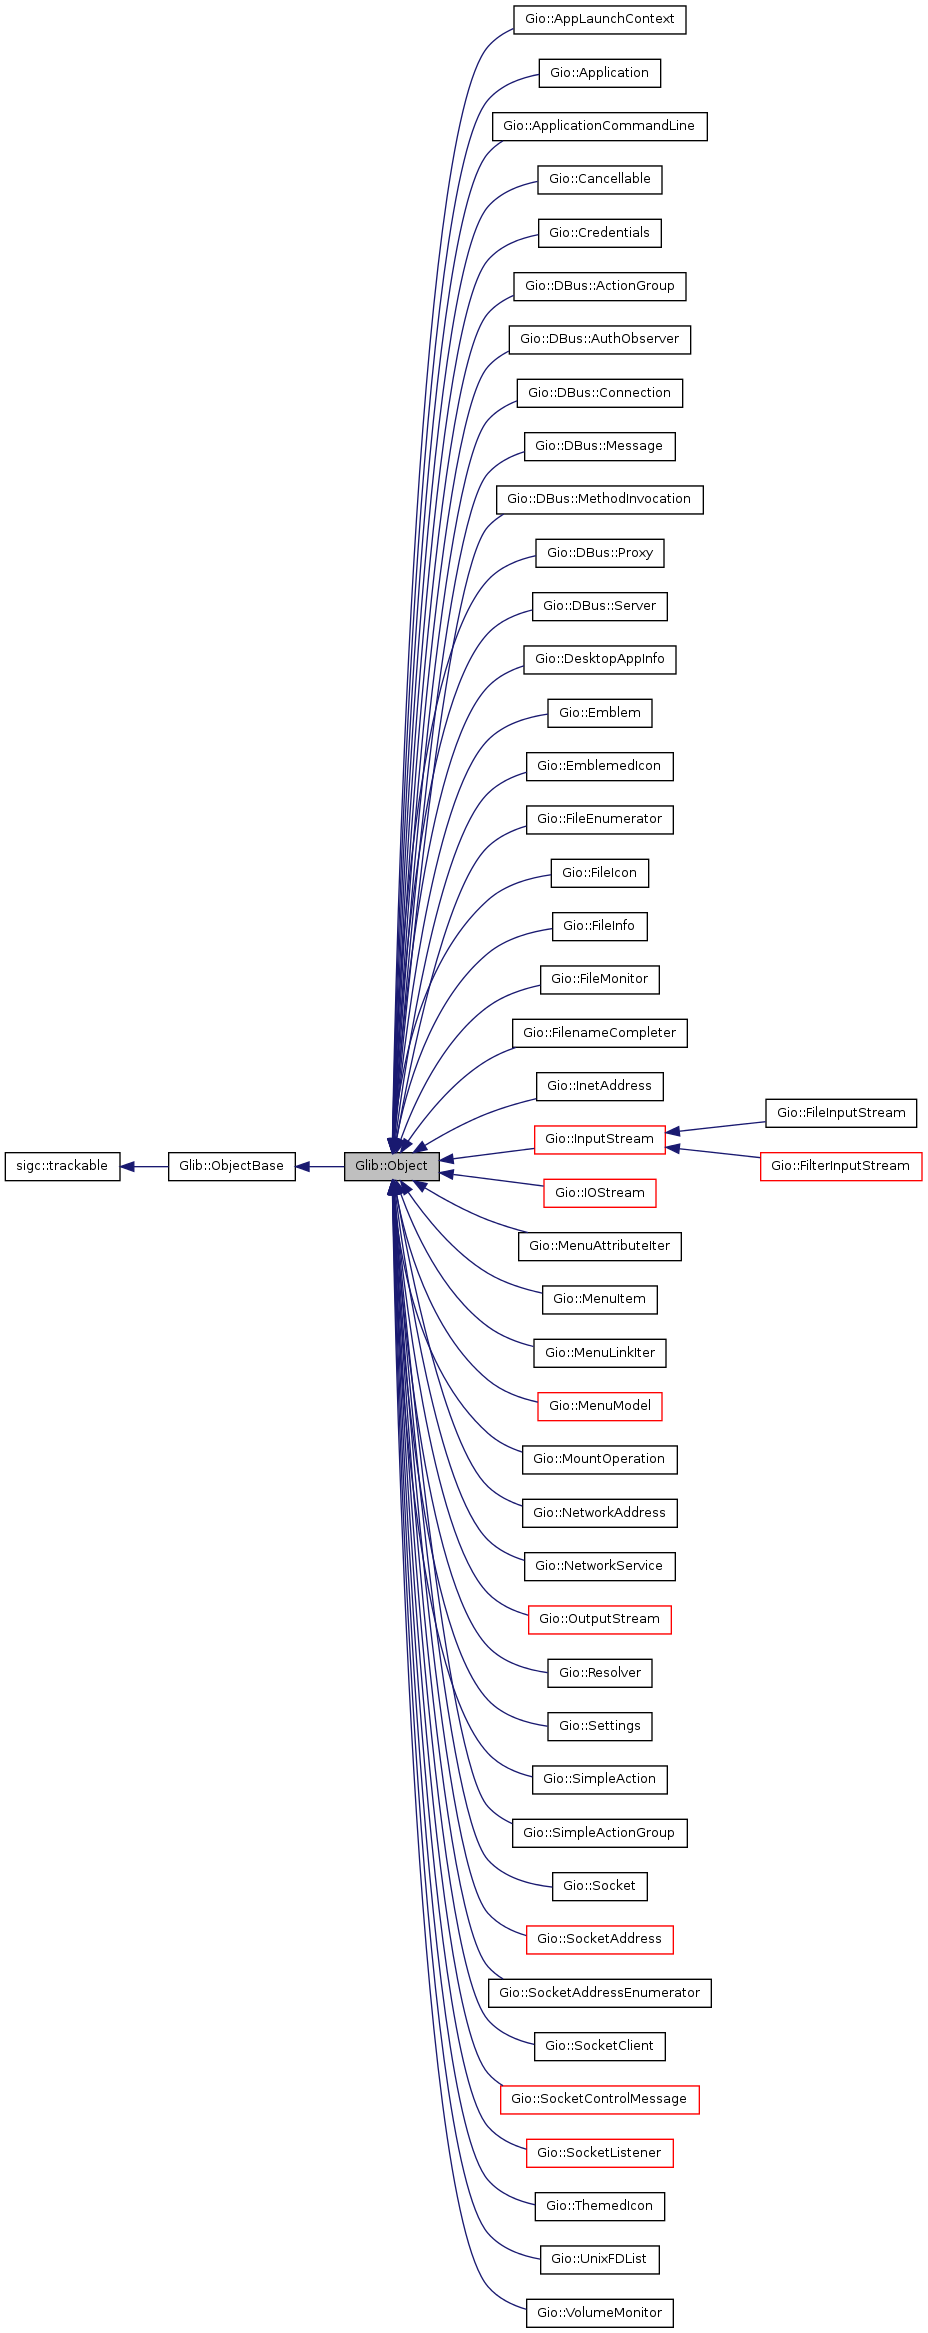 Gio::AppLaunchContext
Gio::Application
Gio::ApplicationCommandLine
Gio::Cancellable
Gio::Credentials
Gio::DBus::ActionGroup
Gio::DBus::AuthObserver
Gio::DBus::Connection
Gio::DBus::Message
Gio::DBus::MethodInvocation
Gio::DBus::Proxy
Gio::DBus::Server
Gio::DesktopAppInfo
Gio::Emblem
Gio::EmblemedIcon
Gio::FileEnumerator
Gio::FileIcon
Gio::FileInfo
Gio::FileMonitor
Gio::FilenameCompleter
Gio::InetAddress
Gio::FileInputStream
Gio::InputStream
sigc::trackable
Glib::ObjectBase
Glib::Object
Gio::FilterInputStream
Gio::IOStream
Gio::MenuAttributeIter
Gio::MenuItem
Gio::MenuLinkIter
Gio::MenuModel
Gio::MountOperation
Gio::NetworkAddress
Gio::NetworkService
Gio::OutputStream
Gio::Resolver
Gio::Settings
Gio::SimpleAction
Gio::SimpleActionGroup
Gio::Socket
Gio::SocketAddress
Gio::SocketAddressEnumerator
Gio::SocketClient
Gio::SocketControlMessage
Gio::SocketListener
Gio::ThemedIcon
Gio::UnixFDList
Gio::VolumeMonitor